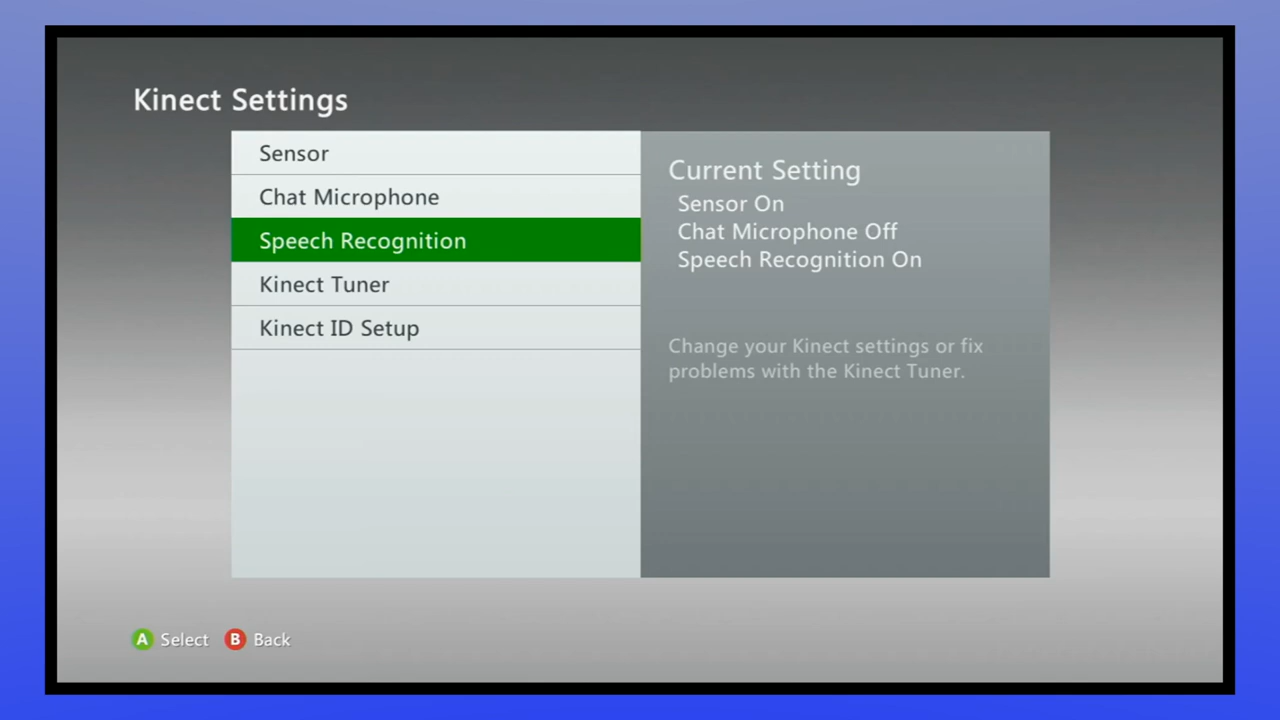 Kinect Settings
Sensor
Chat Microphone
Speech Recognition
Kinect Tuner
Kinect ID Setup
Current Setting
Sensor On
Chat Microphone Off
Speech Recognition On
Change your Kinect settings or fix
problems with the Kinect Tuner.
A Select B Back